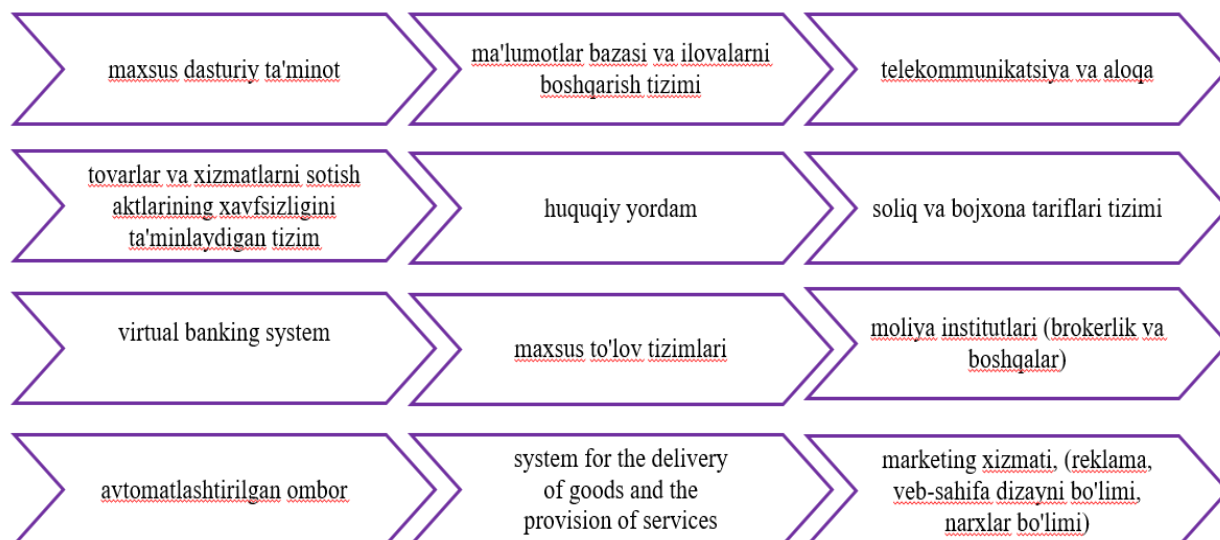 maxsus dasturiy ta'minot
ma'lumotlar bazasi va ilovalarni
boshqarish tizimi
telekommunikatsiya va aloqa
tovarlar va xizmatlarni sotish
aktlarining xavfsizligini
ta'minlaydigan tizim
huquqiy yordam
soliq va bojxona tariflari tizimi
virtual banking system
maxsus to'lov tizimlari
moliya institutlari (brokerlik va
boshqalar)
avtomatlashtirilgan ombor
system for the delivery
of goods and the
provision of services
marketing xizmati, (reklama,
veb-sahifa dizayni bo'limi,
narxlar bo'limi)